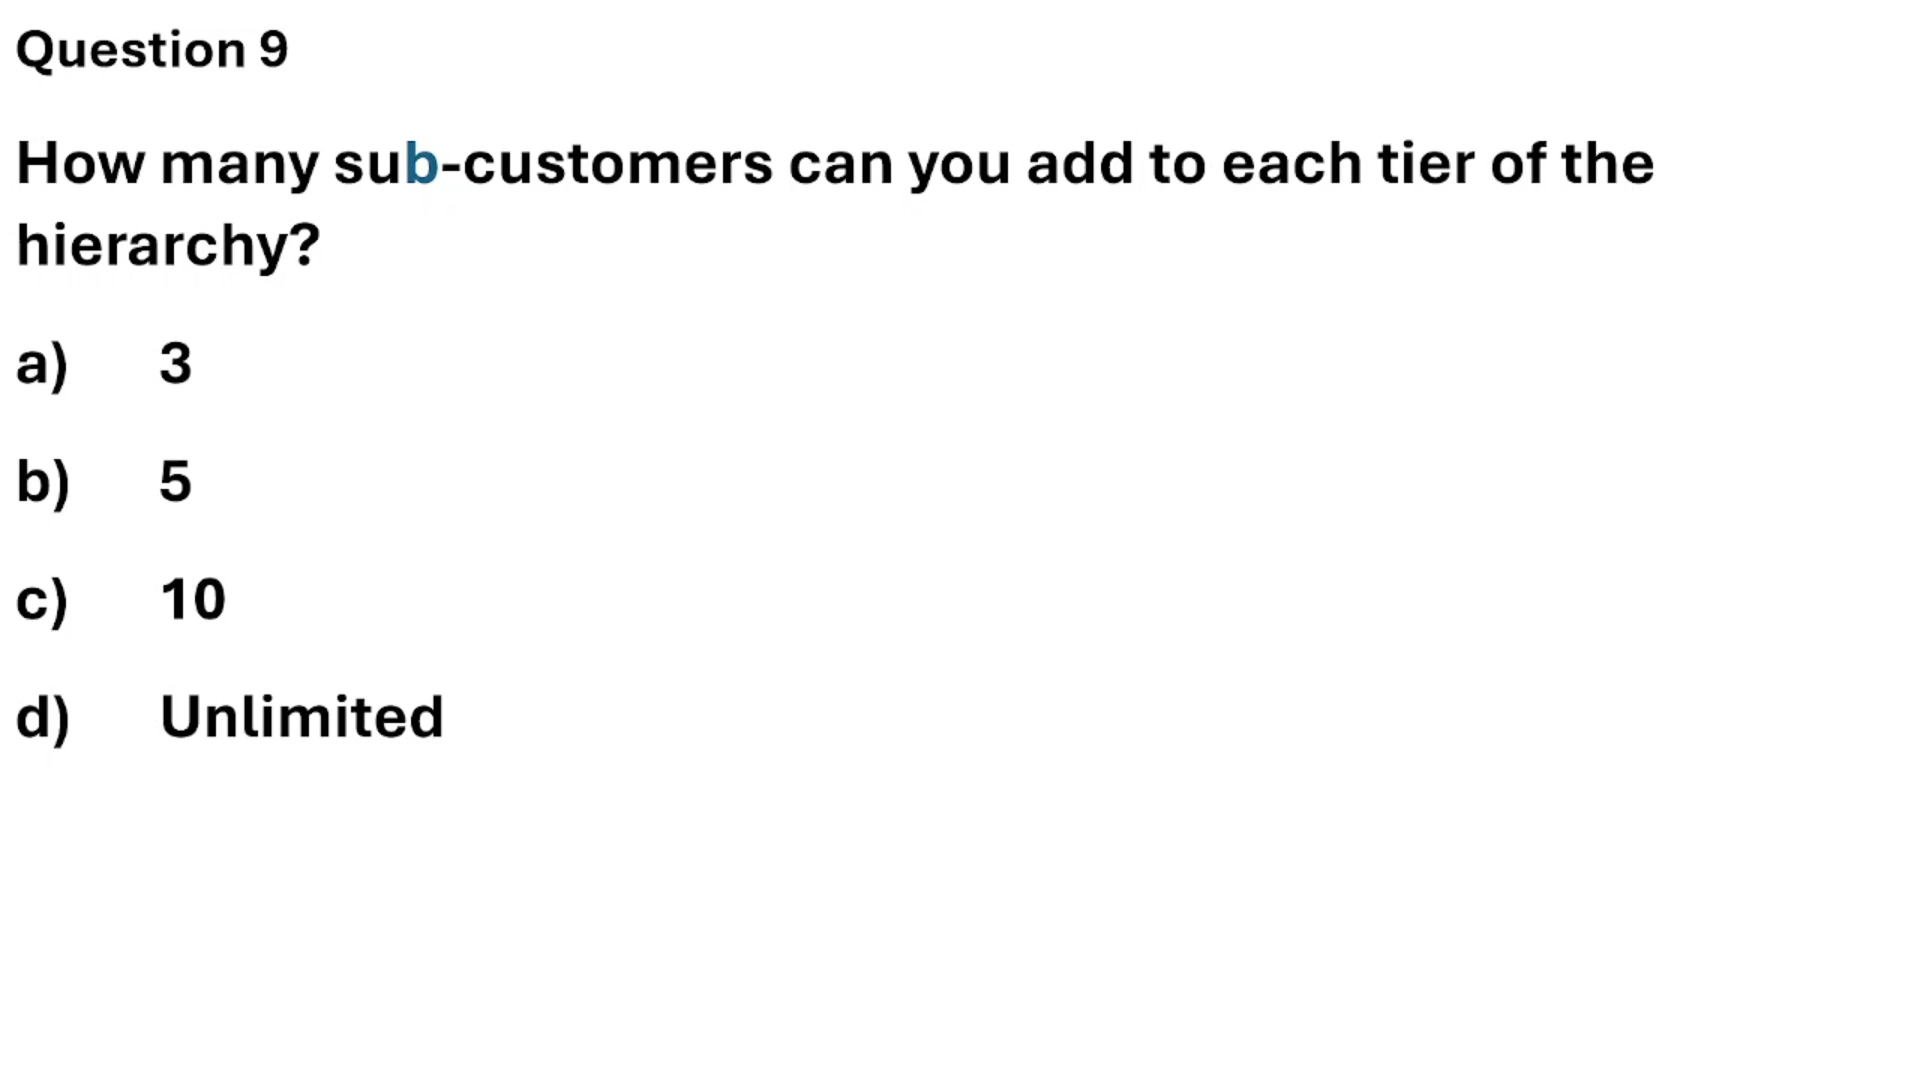 Question 9
How many sub-customers can you add to each tier of the
hierarchy?
a) 3
b) 5
c) 10
d) Unlimited